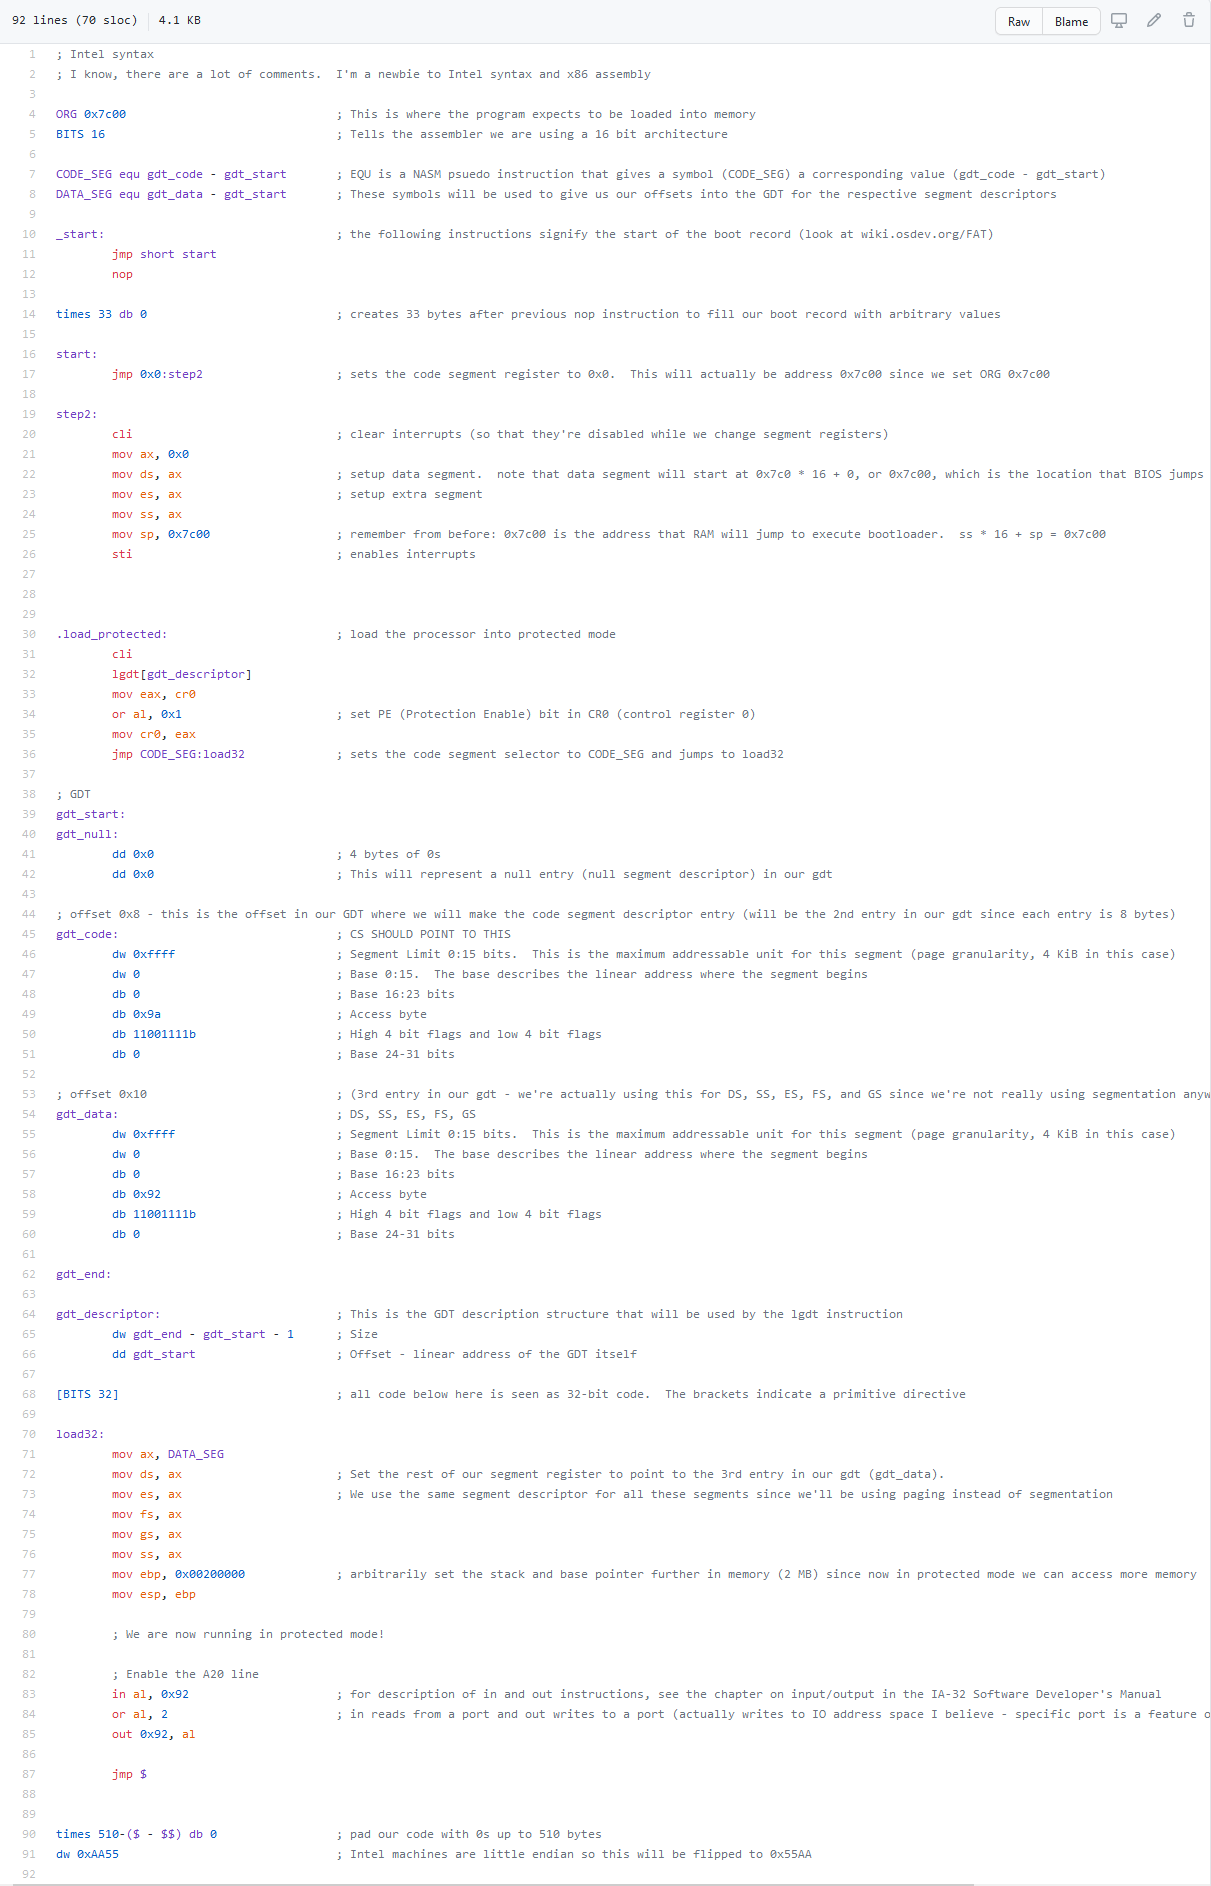 92 lines (70 sloc) 4.1 KB Raw Blame
1 ; Intel syntax
2 ; I know, there are a lot of comments.  I'm a newbie to Intel syntax and x86 assembly
3
4 ORG 0x7c00 ; This is where the program expects to be loaded into memory
5 BITS 16 ; Tells the assembler we are using a 16 bit architecture
6
7 CODE_SEG equ gdt_code - gdt_start ; EQU is a NASM psuedo instruction that gives a symbol (CODE_SEG) a corresponding value (gdt_code - gdt_start)
8 DATA_SEG equ gdt_data - gdt_start ; These symbols will be used to give us our offsets into the GDT for the respective segment descriptors
9
10 _start: ; the following instructions signify the start of the boot record (look at wiki.osdev.org/FAT)
11 jmp short start
12 nop
13
14 times 33 db 0 ; creates 33 bytes after previous nop instruction to fill our boot record with arbitrary values
15
16 start:
17 jmp 0x0:step2 ; sets the code segment register to 0x0.  This will actually be address 0x7c00 since we set ORG 0x7c00
18
19 step2:
20 cli ; clear interrupts (so that they're disabled while we change segment registers)
21 mov ax, 0x0
22 mov ds, ax ; setup data segment.  note that data segment will start at 0x7c0 * 16 + 0, or 0x7c00, which is the location that BIOS jumps
23 mov es, ax ; setup extra segment
24 mov ss, ax
25 mov sp, 0x7c00 ; remember from before: 0x7c00 is the address that RAM will jump to execute bootloader.  ss * 16 + sp = 0x7c00
26 sti ; enables interrupts
27
28
29
30 .load_protected: ; load the processor into protected mode
31 cli
32 lgdt[gdt_descriptor]
33 mov eax, cr0
34 or al, 0x1 ; set PE (Protection Enable) bit in CR0 (control register 0)
35 mov cr0, eax
36 jmp CODE_SEG:load32 ; sets the code segment selector to CODE_SEG and jumps to load32
37
38 ; GDT
39 gdt_start:
40 gdt_null:
41 dd 0x0 ; 4 bytes of 0s
42 dd 0x0 ; This will represent a null entry (null segment descriptor) in our gdt
43
44 ; offset 0x8 - this is the offset in our GDT where we will make the code segment descriptor entry (will be the 2nd entry in our gdt since each entry is 8 bytes)
45 gdt_code: ; CS SHOULD POINT TO THIS
46 dw 0xffff ; Segment Limit 0:15 bits.  This is the maximum addressable unit for this segment (page granularity, 4 KiB in this case)
47 dw 0 ; Base 0:15.  The base describes the linear address where the segment begins
48 db 0 ; Base 16:23 bits
49 db 0x9a ; Access byte
50 db 11001111b ; High 4 bit flags and low 4 bit flags
51 db 0 ; Base 24-31 bits
52
53 ; offset 0x10 ; (3rd entry in our gdt - we're actually using this for DS, SS, ES, FS, and GS since we're not really using segmentation anyw
54 gdt_data: ; DS, SS, ES, FS, GS
55 dw 0xffff ; Segment Limit 0:15 bits.  This is the maximum addressable unit for this segment (page granularity, 4 KiB in this case)
56 dw 0 ; Base 0:15.  The base describes the linear address where the segment begins
57 db 0 ; Base 16:23 bits
58 db 0x92 ; Access byte
59 db 11001111b ; High 4 bit flags and low 4 bit flags
60 db 0 ; Base 24-31 bits
61
62 gdt_end:
63
64 gdt_descriptor: ; This is the GDT description structure that will be used by the lgdt instruction
65 dw gdt_end - gdt_start - 1 ; Size
66 dd gdt_start ; Offset - linear address of the GDT itself
67
68 [BITS 32] ; all code below here is seen as 32-bit code.  The brackets indicate a primitive directive
69
70 load32:
71 mov ax, DATA_SEG
72 mov ds, ax ; Set the rest of our segment register to point to the 3rd entry in our gdt (gdt_data).
73 mov es, ax ; We use the same segment descriptor for all these segments since we'll be using paging instead of segmentation
74 mov fs, ax
75 mov gs, ax
76 mov ss, ax
77 mov ebp, 0x00200000 ; arbitrarily set the stack and base pointer further in memory (2 MB) since now in protected mode we can access more memory
78 mov esp, ebp
79
80 ; We are now running in protected mode!
81
82 ; Enable the A20 line
83 in al, 0x92 ; for description of in and out instructions, see the chapter on input/output in the IA-32 Software Developer's Manual
84 or al, 2 ; in reads from a port and out writes to a port (actually writes to IO address space I believe - specific port is a feature o
85 out 0x92, al
86
87 jmp $
88
89
90 times 510-($ - $$) db 0 ; pad our code with 0s up to 510 bytes
91 dw 0xAA55 ; Intel machines are little endian so this will be flipped to 0x55AA
92